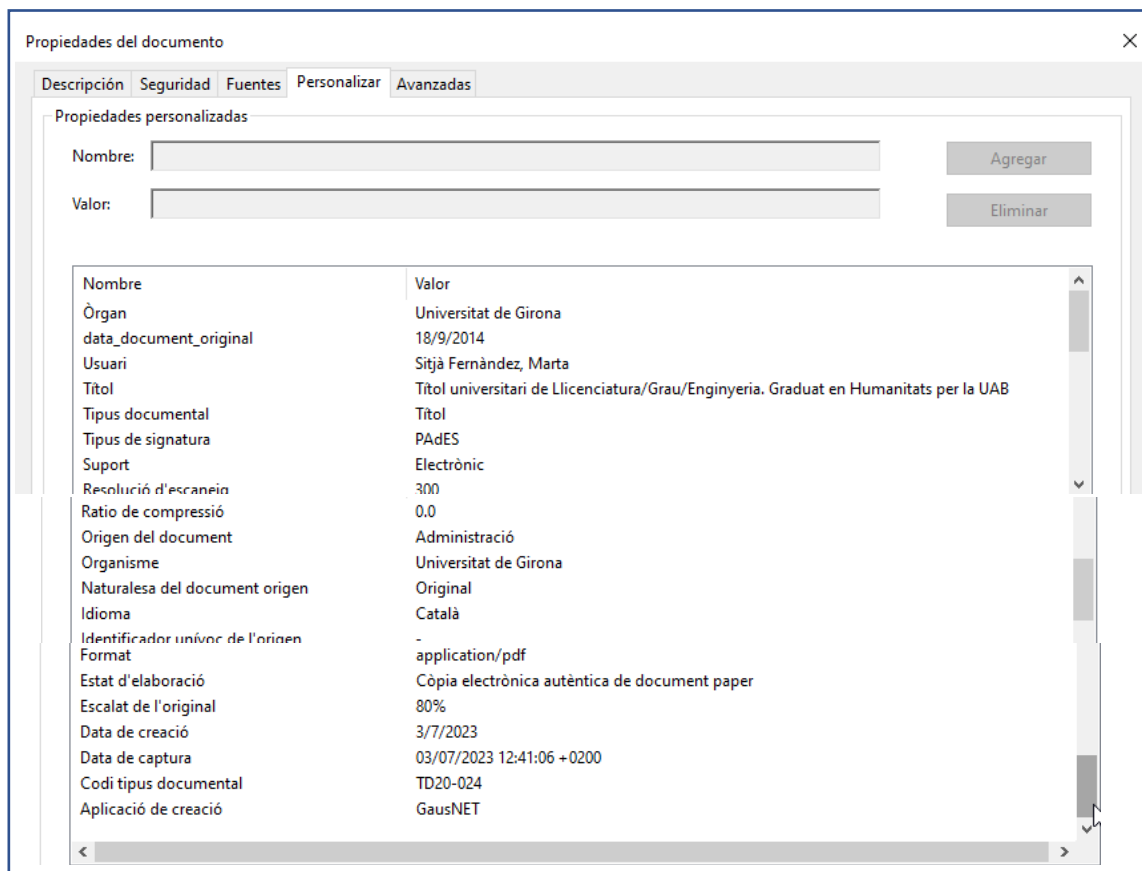 Propiedades del documento
Descripción Seguridad Fuentes Personalizar Avanzadas
Propiedades personalizadas
Nombre: Agregar
Valor: Eliminar
Nombre Valor
Òrgan Universitat de Girona
data_document_original 18/9/2014
Usuari Sitjà Fernàndez, Marta
Títol Títol universitari de Llicenciatura/Grau/Enginyeria. Graduat en Humanitats per la UAB
Tipus documental Títol
Tipus de signatura PAdES
Suport Electrònic
Resolució d'escaneig 300
Ratio de compressió 0.0
Origen del document Administració
Organisme Universitat de Girona
Naturalesa del document origen Original
Idioma Català
Identificador unívoc de l'origen -
Format application/pdf
Estat d'elaboració Còpia electrònica autèntica de document paper
Escalat de l'original 80%
Data de creació 3/7/2023
Data de captura 03/07/2023 12:41:06 +0200
Codi tipus documental TD20-024
Aplicació de creació GausNET